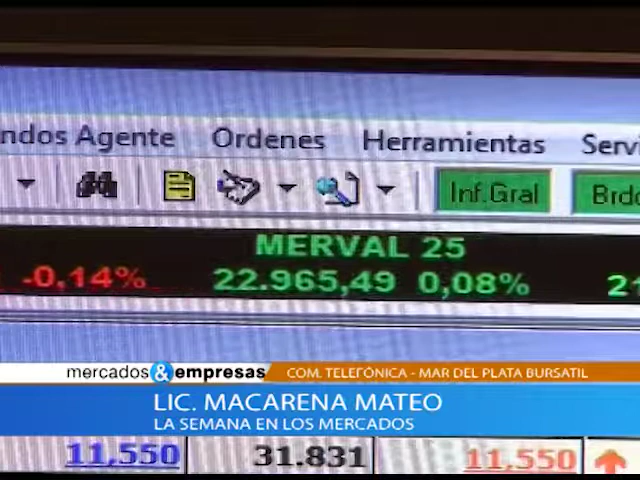 ndos Agente Ordenes Herramientas Servi
Inf.Gral Brdc
MERVAL 25
-0.14% 22.965,49 0,08% 21
mercados&empresas COM. TELEFÓNICA - MAR DEL PLATA BURSATIL
LIC. MACARENA MATEO
LA SEMANA EN LOS MERCADOS
11,550 31.831 11,550